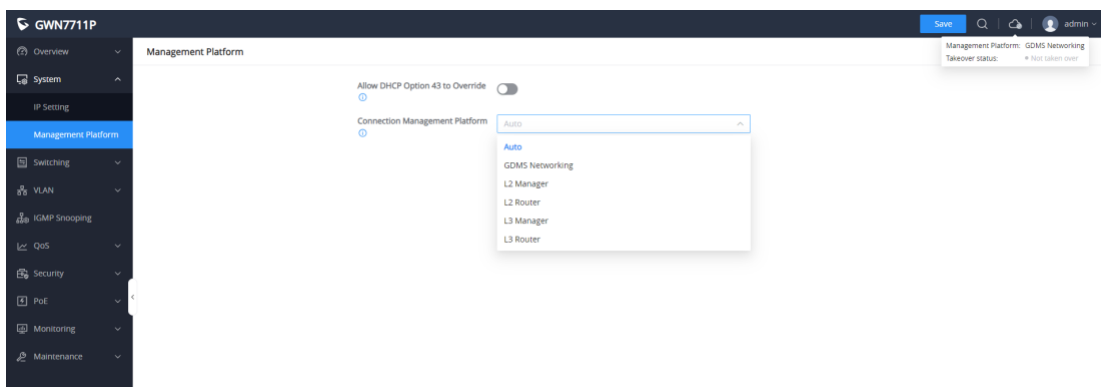 GWN7711P
Save
admin
Management Platform: GDMS Networking
Takeover status: Not taken over
Overview
System
IP Setting
Management Platform
Switching
VLAN
IGMP Snooping
QoS
Security
PoE
Monitoring
Maintenance
Management Platform
Allow DHCP Option 43 to Override
Connection Management Platform
Auto
Auto
GDMS Networking
L2 Manager
L2 Router
L3 Manager
L3 Router